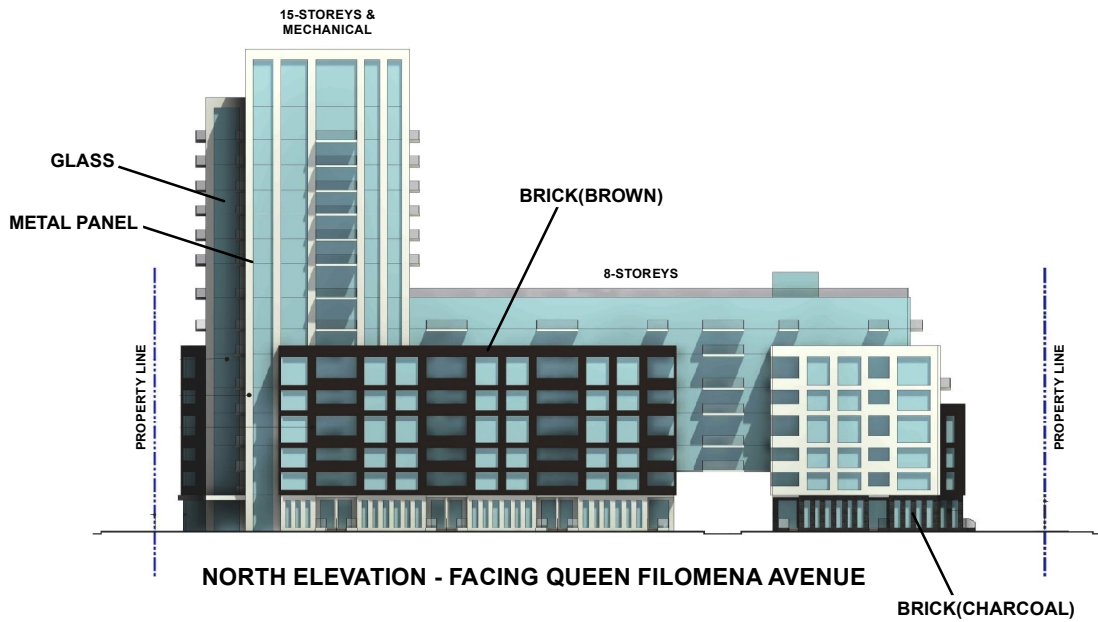 15-STOREYS &
MECHANICAL
GLASS
BRICK(BROWN)
METAL PANEL
8-STOREYS
PROPERTY LINE
PROPERTY LINE
NORTH ELEVATION - FACING QUEEN FILOMENA AVENUE
BRICK(CHARCOAL)